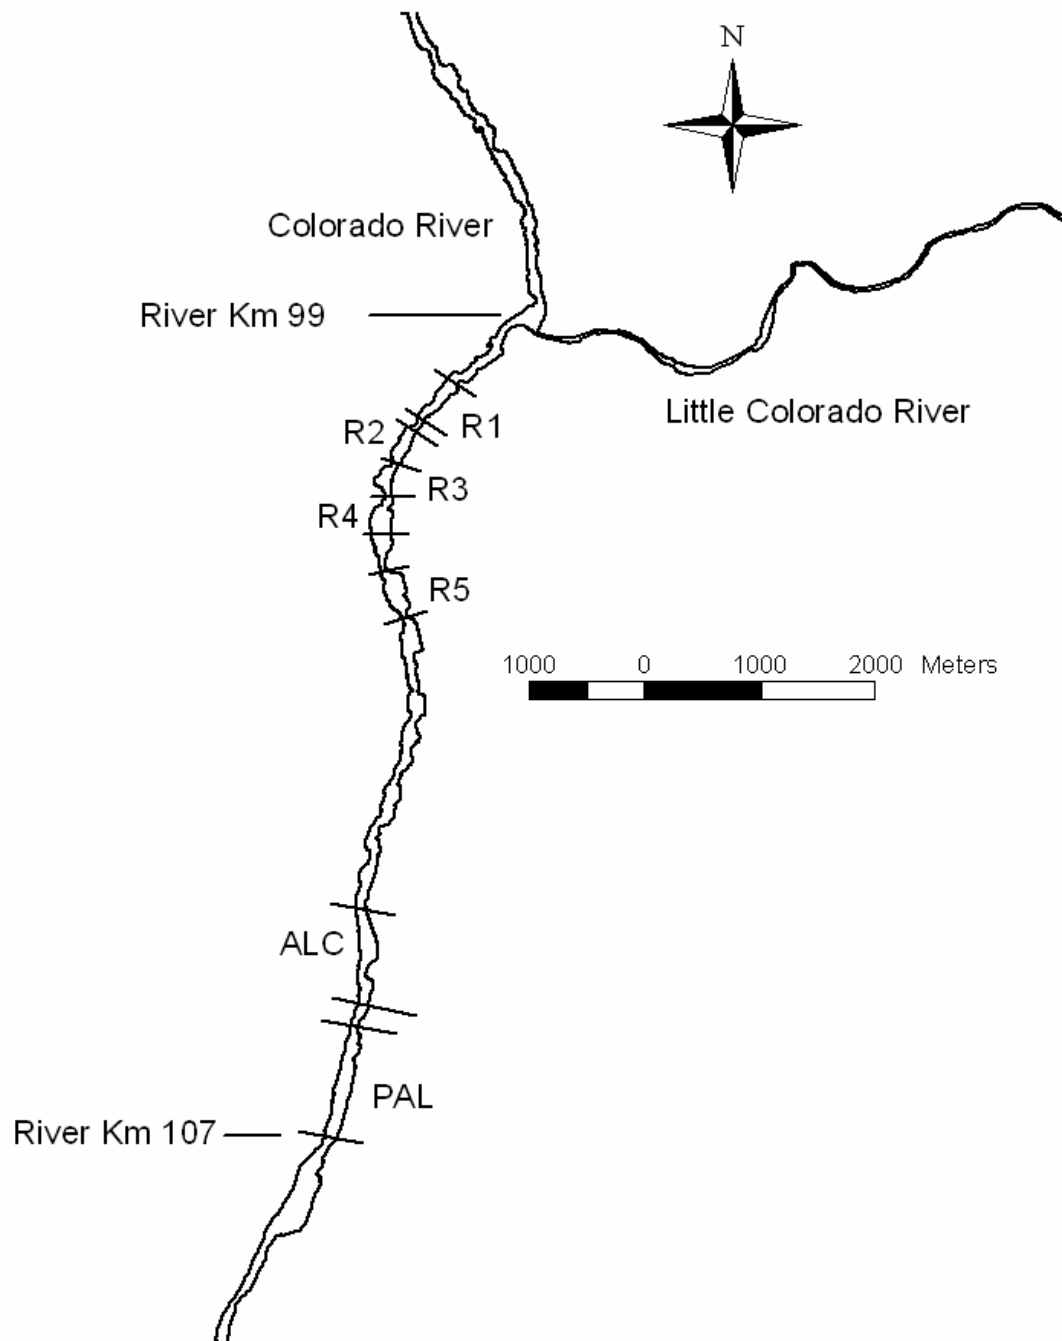 N
Colorado River
River Km 99
Little Colorado River
R1
R2
R3
R4
R5
1000 0 1000 2000 Meters
ALC
PAL
River Km 107